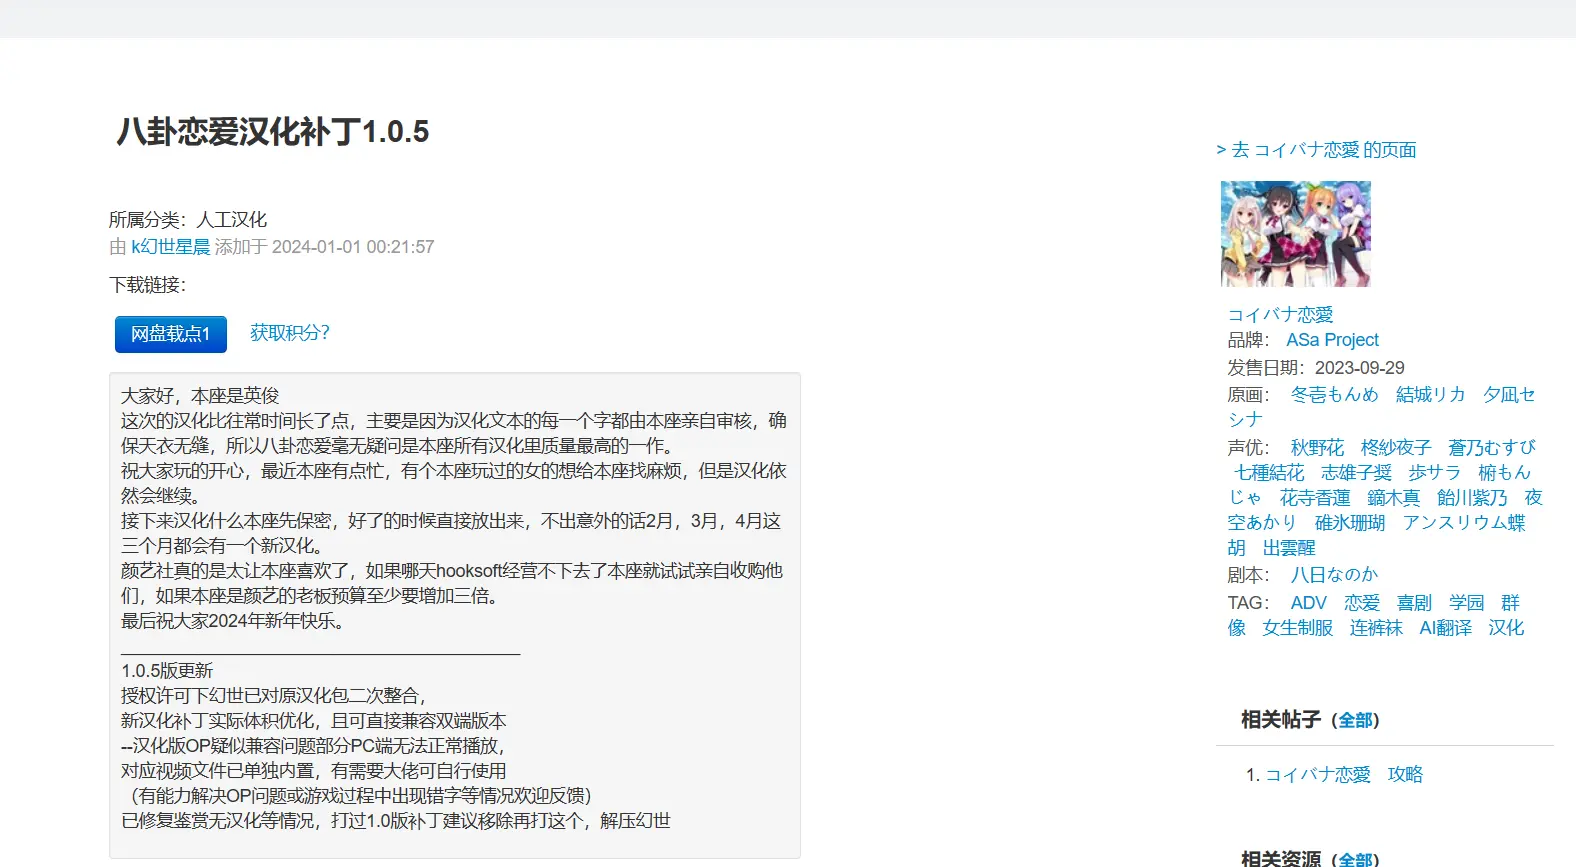 八卦恋爱汉化补丁1.0.5
所属分类：人工汉化
由 k幻世星晨 添加于 2024-01-01 00:21:57
下载链接：
网盘载点1 获取积分?
大家好，本座是英俊
这次的汉化比往常时间长了点，主要是因为汉化文本的每一个字都由本座亲自审核，确
保天衣无缝，所以八卦恋爱毫无疑问是本座所有汉化里质量最高的一作。
祝大家玩的开心，最近本座有点忙，有个本座玩过的女的想给本座找麻烦，但是汉化依
然会继续。
接下来汉化什么本座先保密，好了的时候直接放出来，不出意外的话2月，3月，4月这
三个月都会有一个新汉化。
颜艺社真的是太让本座喜欢了，如果哪天hooksoft经营不下去了本座就试试亲自收购他
们，如果本座是颜艺的老板预算至少要增加三倍。
最后祝大家2024年新年快乐。
________________________________________
1.0.5版更新
授权许可下幻世已对原汉化包二次整合，
新汉化补丁实际体积优化，且可直接兼容双端版本
--汉化版OP疑似兼容问题部分PC端无法正常播放，
对应视频文件已单独内置，有需要大佬可自行使用
（有能力解决OP问题或游戏过程中出现错字等情况欢迎反馈）
已修复鉴赏无汉化等情况，打过1.0版补丁建议移除再打这个，解压幻世
> 去 コイバナ恋愛 的页面
コイバナ恋愛
品牌： ASa Project
发售日期：2023-09-29
原画： 冬壱もんめ 結城リカ 夕凪セ
シナ
声优： 秋野花 柊紗夜子 蒼乃むすび
七種結花 志雄子奨 歩サラ 俯もん
じゃ 花寺香蓮 鏑木真 飴川紫乃 夜
空あかり 碓氷珊瑚 アンスリウム蝶
胡 出雲醒
剧本： 八日なのか
TAG： ADV 恋爱 喜剧 学园 群
像 女生制服 连裤袜 AI翻译 汉化
相关帖子（全部）
1. コイバナ恋愛 攻略
相关资源（全部）